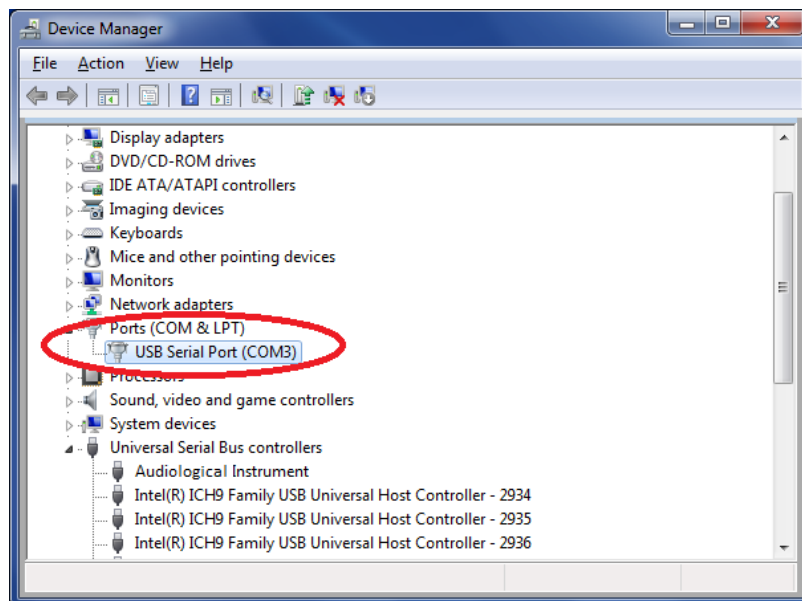 Device Manager
File Action View Help
Display adapters
DVD/CD-ROM drives
IDE ATA/ATAPI controllers
Imaging devices
Keyboards
Mice and other pointing devices
Monitors
Network adapters
Ports (COM & LPT)
USB Serial Port (COM3)
Processors
Sound, video and game controllers
System devices
Universal Serial Bus controllers
Audiological Instrument
Intel(R) ICH9 Family USB Universal Host Controller - 2934
Intel(R) ICH9 Family USB Universal Host Controller - 2935
Intel(R) ICH9 Family USB Universal Host Controller - 2936